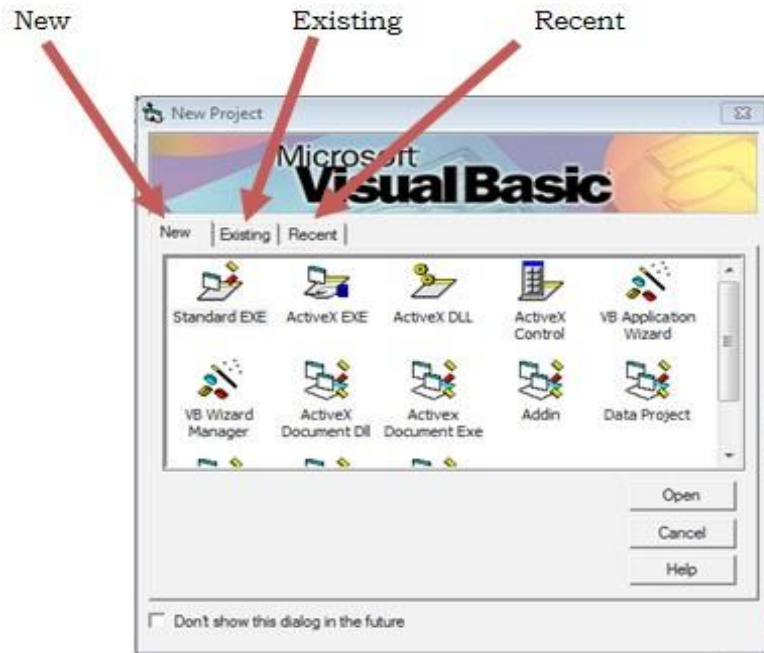 New Existing Recent
New Project
Microsoft
Visual Basic
New Existing Recent
Standard EXE ActiveX EXE ActiveX DLL ActiveX Control VB Application Wizard
VB Wizard Manager ActiveX Document Dll Activex Document Exe Addin Data Project
Open
Cancel
Help
Don't show this dialog in the future